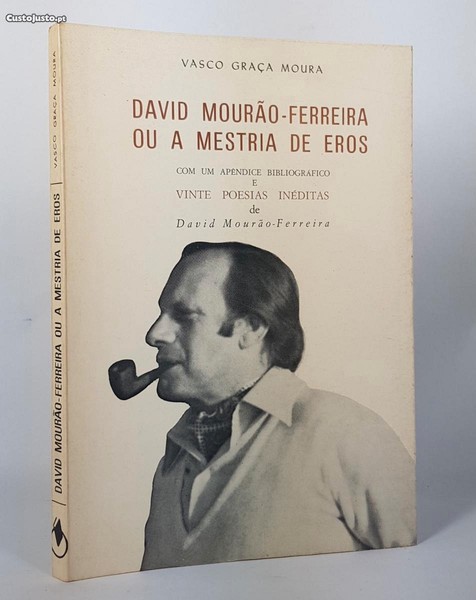 CustoJusto.pt
VASCO GRAÇA MOURA
DAVID MOURÃO-FERREIRA
OU A MESTRIA DE EROS
COM UM APÊNDICE BIBLIOGRÁFICO
E
VINTE POESIAS INÉDITAS
de
David Mourão-Ferreira
VASCO GRAÇA MOURA
DAVID MOURÃO-FERREIRA OU A MESTRIA DE EROS